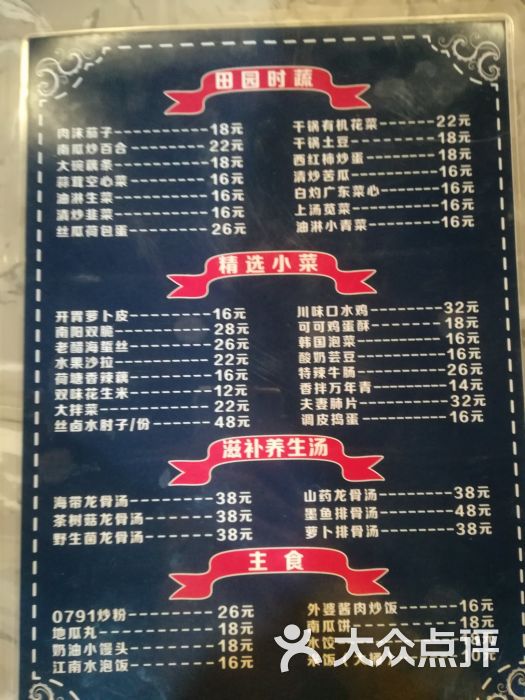 田园时蔬
肉沫茄子--------18元
南瓜炒百合------22元
大碗藕条--------18元
蒜茸空心菜------16元
油淋生菜--------16元
清炒韭菜--------16元
丝瓜荷包蛋------26元
干锅有机花菜------22元
干锅土豆--------18元
西红柿炒蛋------18元
清炒苦瓜--------16元
白灼广东菜心----16元
上汤苋菜--------16元
油淋小青菜------16元
精选小菜
开胃萝卜皮------16元
南阳双脆--------28元
老醋海蜇丝------26元
水果沙拉--------22元
荷塘香辣藕------16元
双味花生米------12元
大拌菜----------22元
丝卤水肘子/份----48元
川味口水鸡------32元
可可鸡蛋酥------18元
韩国泡菜--------16元
酸奶芸豆--------16元
特辣牛肠--------26元
香拌万年青------14元
夫妻肺片--------32元
调皮捣蛋--------16元
滋补养生汤
海带龙骨汤------38元
茶树菇龙骨汤----38元
野生菌龙骨汤----38元
山药龙骨汤------38元
墨鱼排骨汤------48元
萝卜排骨汤------38元
主食
0791炒粉--------26元
地瓜丸----------18元
奶油小馒头------18元
江南水泡饭------16元
外婆酱肉炒饭----16元
南瓜饼----------18元
水饺
大众点评